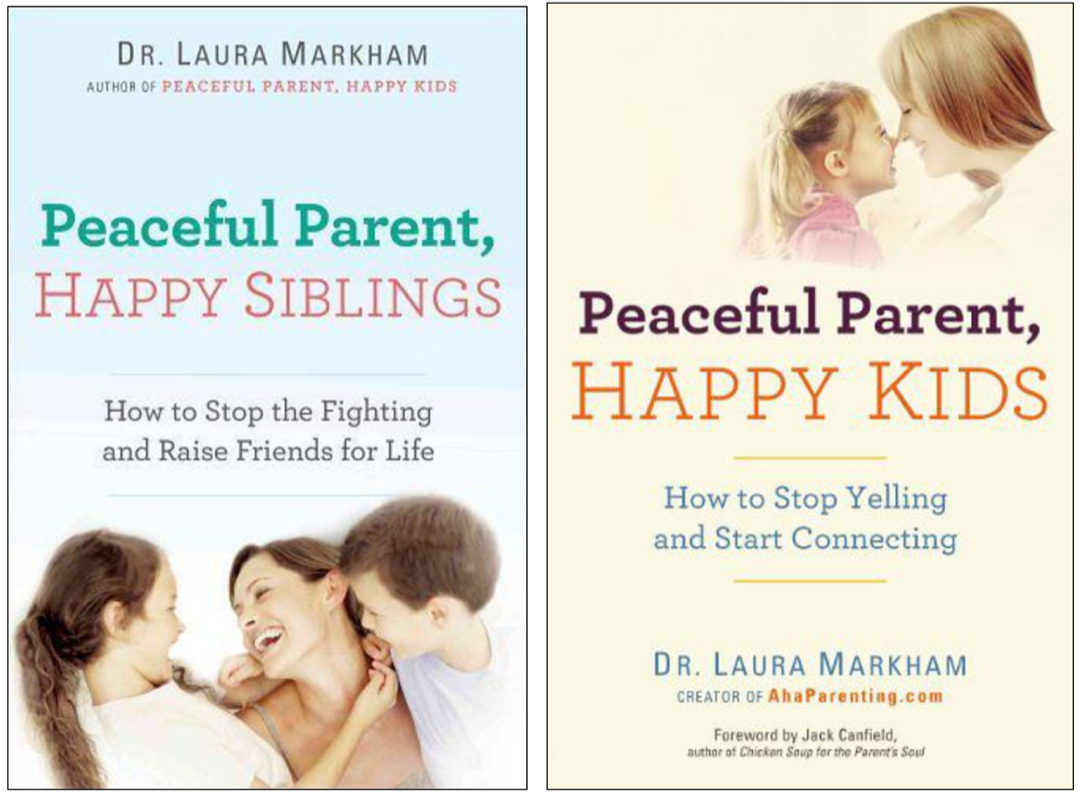 DR. LAURA MARKHAM
AUTHOR OF PEACEFUL PARENT, HAPPY KIDS
Peaceful Parent,
HAPPY SIBLINGS
How to Stop the Fighting
and Raise Friends for Life
Peaceful Parent,
HAPPY KIDS
How to Stop Yelling
and Start Connecting
DR. LAURA MARKHAM
CREATOR OF AhaParenting.com
Foreword by Jack Canfield,
author of Chicken Soup for the Parent's Soul